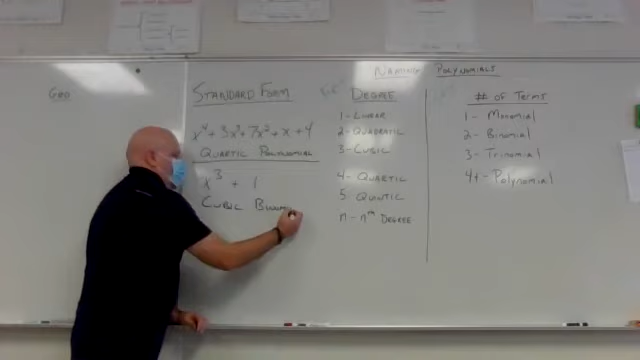 NAMING POLYNOMIALS
Geo
STANDARD FORM
x⁴ + 3x³ + 7x² + x + 4
QUARTIC POLYNOMIAL
x³ + 1
CUBIC BINOM
DEGREE
1 - LINEAR
2 - QUADRATIC
3 - CUBIC
4 - QUARTIC
5 - QUINTIC
n - nᵗʰ DEGREE
# OF TERMS
1 - Monomial
2 - Binomial
3 - Trinomial
4+ - Polynomial